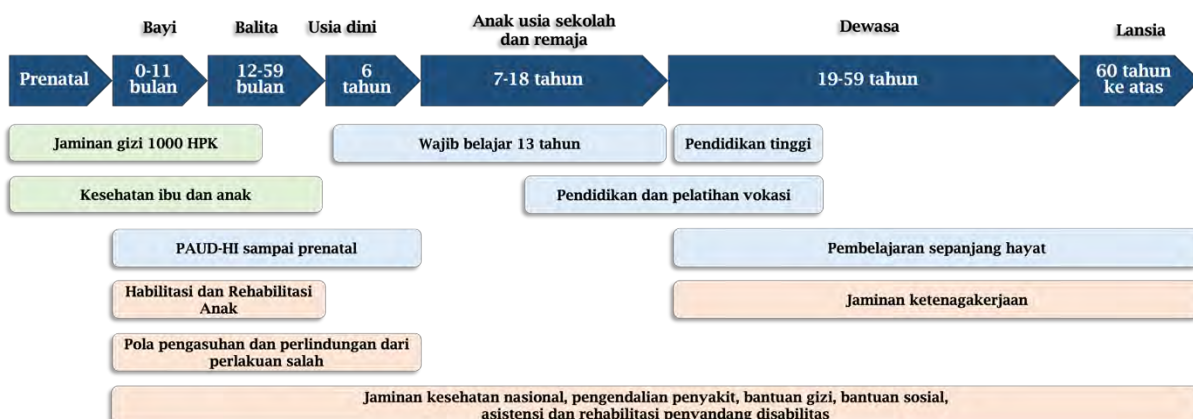 Bayi
Balita
Usia dini
Anak usia sekolah
dan remaja
Dewasa
Lansia
Prenatal
0-11
bulan
12-59
bulan
6
tahun
7-18 tahun
19-59 tahun
60 tahun
ke atas
Jaminan gizi 1000 HPK
Wajib belajar 13 tahun
Pendidikan tinggi
Kesehatan ibu dan anak
Pendidikan dan pelatihan vokasi
PAUD-HI sampai prenatal
Pembelajaran sepanjang hayat
Habilitasi dan Rehabilitasi
Anak
Jaminan ketenagakerjaan
Pola pengasuhan dan perlindungan dari
perlakuan salah
Jaminan kesehatan nasional, pengendalian penyakit, bantuan gizi, bantuan sosial,
asistensi dan rehabilitasi penyandang disabilitas